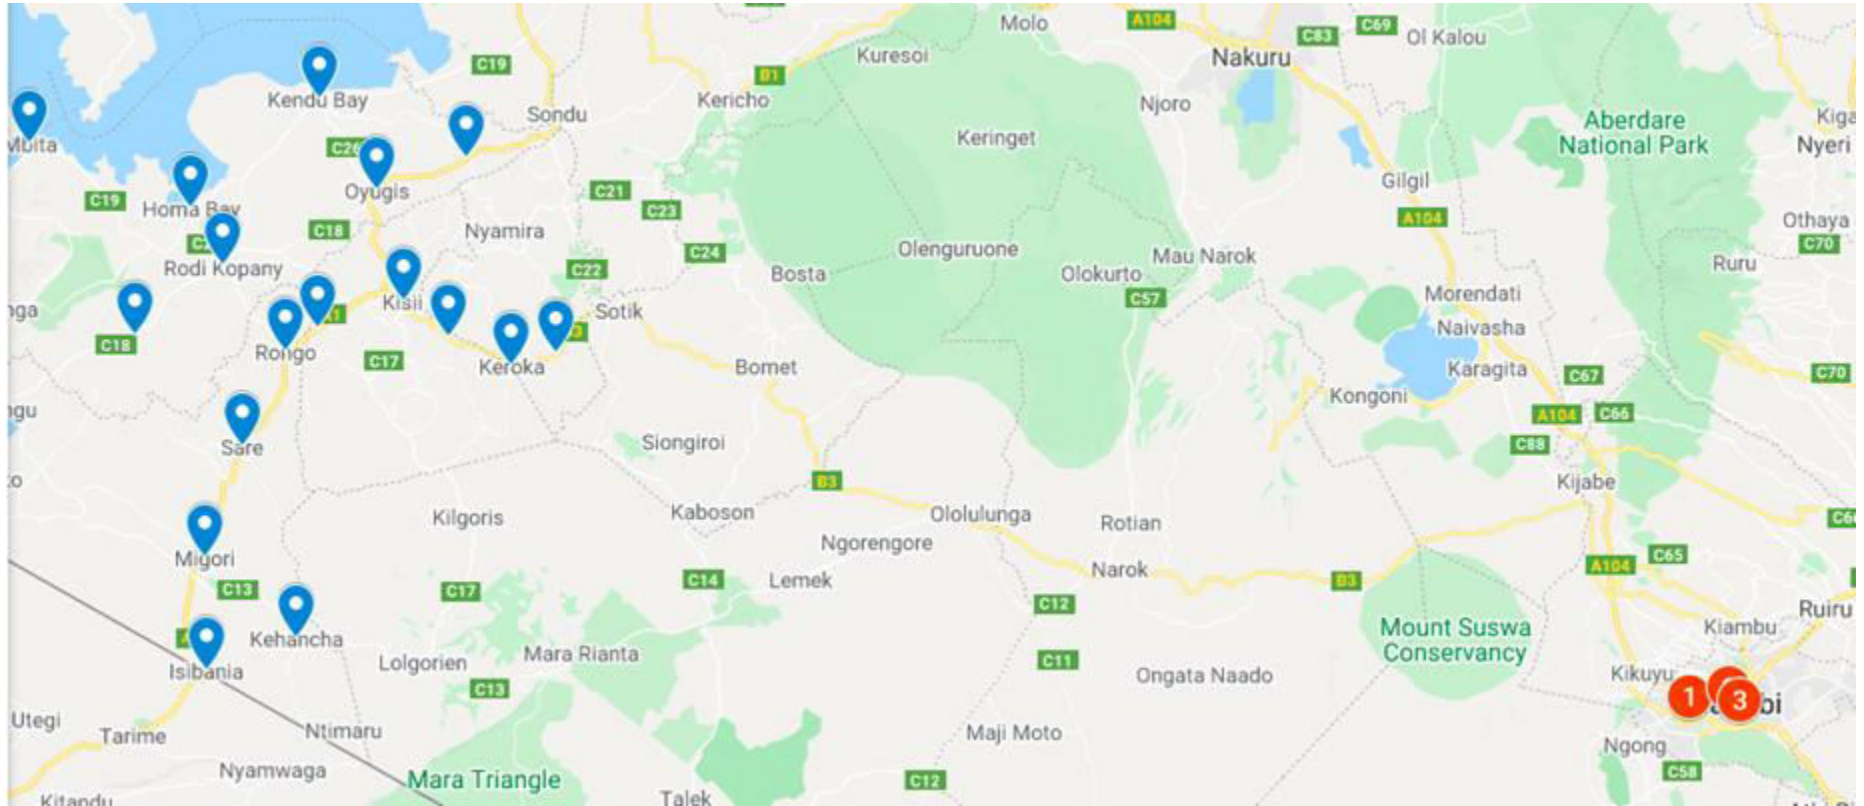 Molo
A104
C69
C83
Ol Kalou
Kuresoi
Nakuru
C19
B1
Kendu Bay
Kericho
Njoro
Sondu
Aberdare
National Park
Keringet
Nyeri
Mbita
C26
Gilgil
Oyugis
C21
C19
Homa Bay
C23
A104
Othaya
C18
Nyamira
C70
C24
Olenguruone
Mau Narok
Ruru
Rodi Kopany
C22
Bosta
Olokurto
C57
Morendati
Kisii
Sotik
Naivasha
C18
Rongo
C17
Keroka
Bomet
Karagita
C67
C70
Kongoni
A104
C66
Sare
Siongiroi
C88
B3
Kijabe
Kilgoris
Kaboson
Ololulunga
Rotian
Ngorengore
Migori
C65
A104
Narok
C13
C17
C14
Lemek
B3
C12
Ruiru
Kehancha
Mount Suswa
Conservancy
Kiambu
Isibania
Lolgorien
Mara Rianta
C11
Ongata Naado
Kikuyu
C13
1
3
Utegi
Tarime
Ntimaru
Maji Moto
Ngong
Nyamwaga
Mara Triangle
C12
C58
Kitandu
Talek